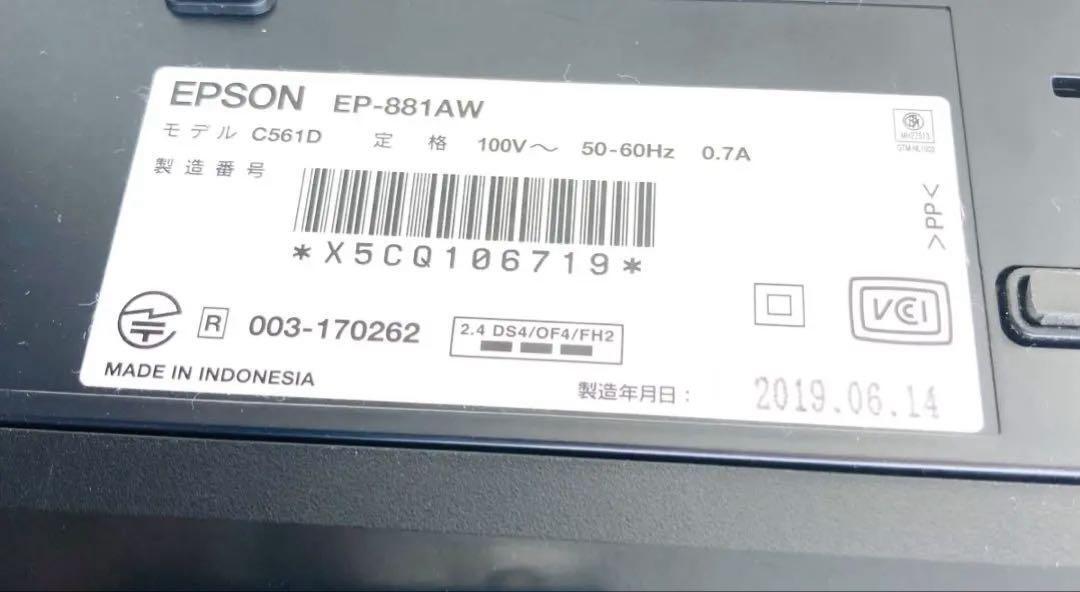 EPSON EP-881AW
モデル C561D 定 格 100V～ 50-60Hz 0.7A
製造番号
*X5CQ106719*
>PP<
R 003-170262
2.4 DS4/OF4/FH2
VCI
MADE IN INDONESIA
製造年月日： 2019.06.14